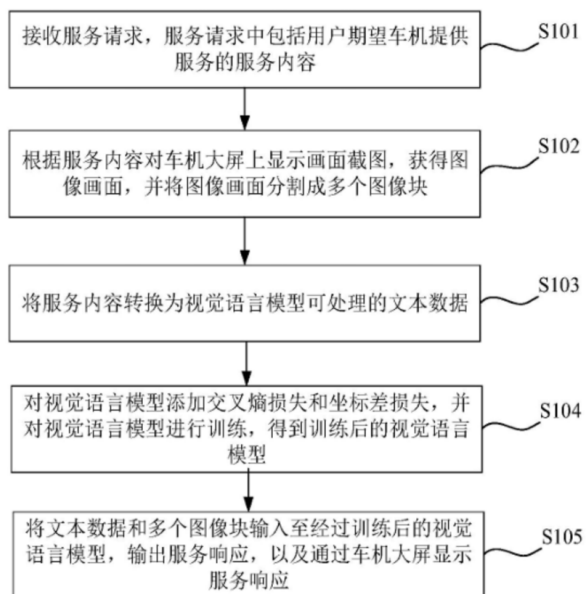 接收服务请求，服务请求中包括用户期望车机提供
服务的服务内容
S101
根据服务内容对车机大屏上显示画面截图，获得图
像画面，并将图像画面分割成多个图像块
S102
将服务内容转换为视觉语言模型可处理的文本数据
S103
对视觉语言模型添加交叉熵损失和坐标差损失，并
对视觉语言模型进行训练，得到训练后的视觉语言
模型
S104
将文本数据和多个图像块输入至经过训练后的视觉
语言模型，输出服务响应，以及通过车机大屏显示
服务响应
S105